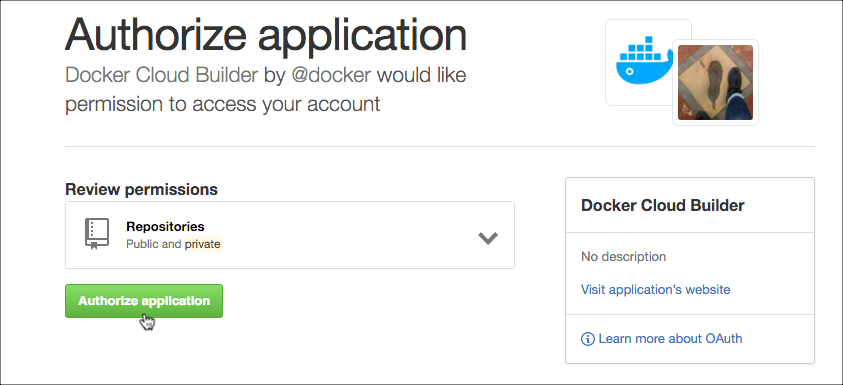 Authorize application
Docker Cloud Builder by @docker would like
permission to access your account
Review permissions
Repositories
Public and private
Authorize application
Docker Cloud Builder
No description
Visit application's website
Learn more about OAuth